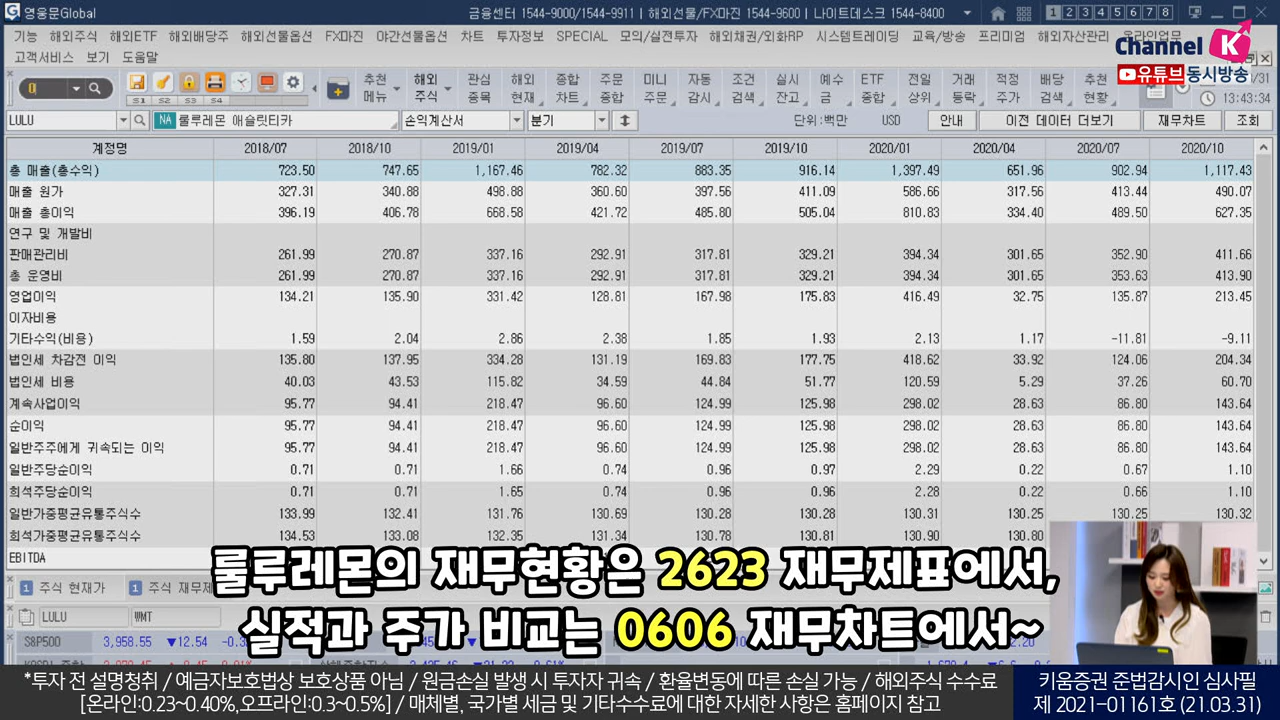 영웅문Global
금융센터 1544-9000/1544-9911 | 해외선물/FX마진 1544-9600 | 나이트데스크 1544-8400
1 2 3 4 5 6 7 8
기능 해외주식 해외ETF 해외배당주 해외선물옵션 FX마진 야간선물옵션 차트 투자정보 SPECIAL 모의/실전투자 해외채권/외화RP 시스템트레이딩 교육/방송 프리미엄 해외자산관리 온라인업무
고객서비스 보기 도움말
Channel K
유튜브동시방송
S1 S2 S3 S4
추천 메뉴 해외 주식 관심 종목 해외 현재 종합 차트 주문 종합 미니 주문 자동 감시 조건 검색 실시 잔고 예수 금 ETF 종합 전일 상위 거래 등락 적정 주가 배당 검색 추천 현황
13:43:34
LULU NA 룰루레몬 애슬릿티카 손익계산서 분기 단위:백만 USD 안내 이전 데이터 더보기 재무차트 조회
계정명 2018/07 2018/10 2019/01 2019/04 2019/07 2019/10 2020/01 2020/04 2020/07 2020/10
총 매출(총수익) 723.50 747.65 1,167.46 782.32 883.35 916.14 1,397.49 651.96 902.94 1,117.43
매출 원가 327.31 340.88 498.88 360.60 397.56 411.09 586.66 317.56 413.44 490.07
매출 총이익 396.19 406.78 668.58 421.72 485.80 505.04 810.83 334.40 489.50 627.35
연구 및 개발비
판매관리비 261.99 270.87 337.16 292.91 317.81 329.21 394.34 301.65 352.90 411.66
총 운영비 261.99 270.87 337.16 292.91 317.81 329.21 394.34 301.65 353.63 413.90
영업이익 134.21 135.90 331.42 128.81 167.98 175.83 416.49 32.75 135.87 213.45
이자비용
기타수익(비용) 1.59 2.04 2.86 2.38 1.85 1.93 2.13 1.17 -11.81 -9.11
법인세 차감전 이익 135.80 137.95 334.28 131.19 169.83 177.75 418.62 33.92 124.06 204.34
법인세 비용 40.03 43.53 115.82 34.59 44.84 51.77 120.59 5.29 37.26 60.70
계속사업이익 95.77 94.41 218.47 96.60 124.99 125.98 298.02 28.63 86.80 143.64
순이익 95.77 94.41 218.47 96.60 124.99 125.98 298.02 28.63 86.80 143.64
일반주주에게 귀속되는 이익 95.77 94.41 218.47 96.60 124.99 125.98 298.02 28.63 86.80 143.64
일반주당순이익 0.71 0.71 1.66 0.74 0.96 0.97 2.29 0.22 0.67 1.10
희석주당순이익 0.71 0.71 1.65 0.74 0.96 0.96 2.28 0.22 0.66 1.10
일반가중평균유통주식수 133.99 132.41 131.76 130.69 130.28 130.28 130.31 130.25 130.25 130.32
희석가중평균유통주식수 134.53 133.08 132.35 131.34 130.78 130.81
EBITDA
룰루레몬의 재무현황은 2623 재무제표에서,
실적과 주가 비교는 0606 재무차트에서~
1 주식 현재가 1 주식 재무제
LULU WMT
S&P500 3,958.55 ▼12.54
*투자 전 설명청취 / 예금자보호법상 보호상품 아님 / 원금손실 발생 시 투자자 귀속 / 환율변동에 따른 손실 가능 / 해외주식 수수료
[온라인:0.23~0.40%,오프라인:0.3~0.5%] / 매체별, 국가별 세금 및 기타수수료에 대한 자세한 사항은 홈페이지 참고
키움증권 준법감시인 심사필
제 2021-01161호 (21.03.31)